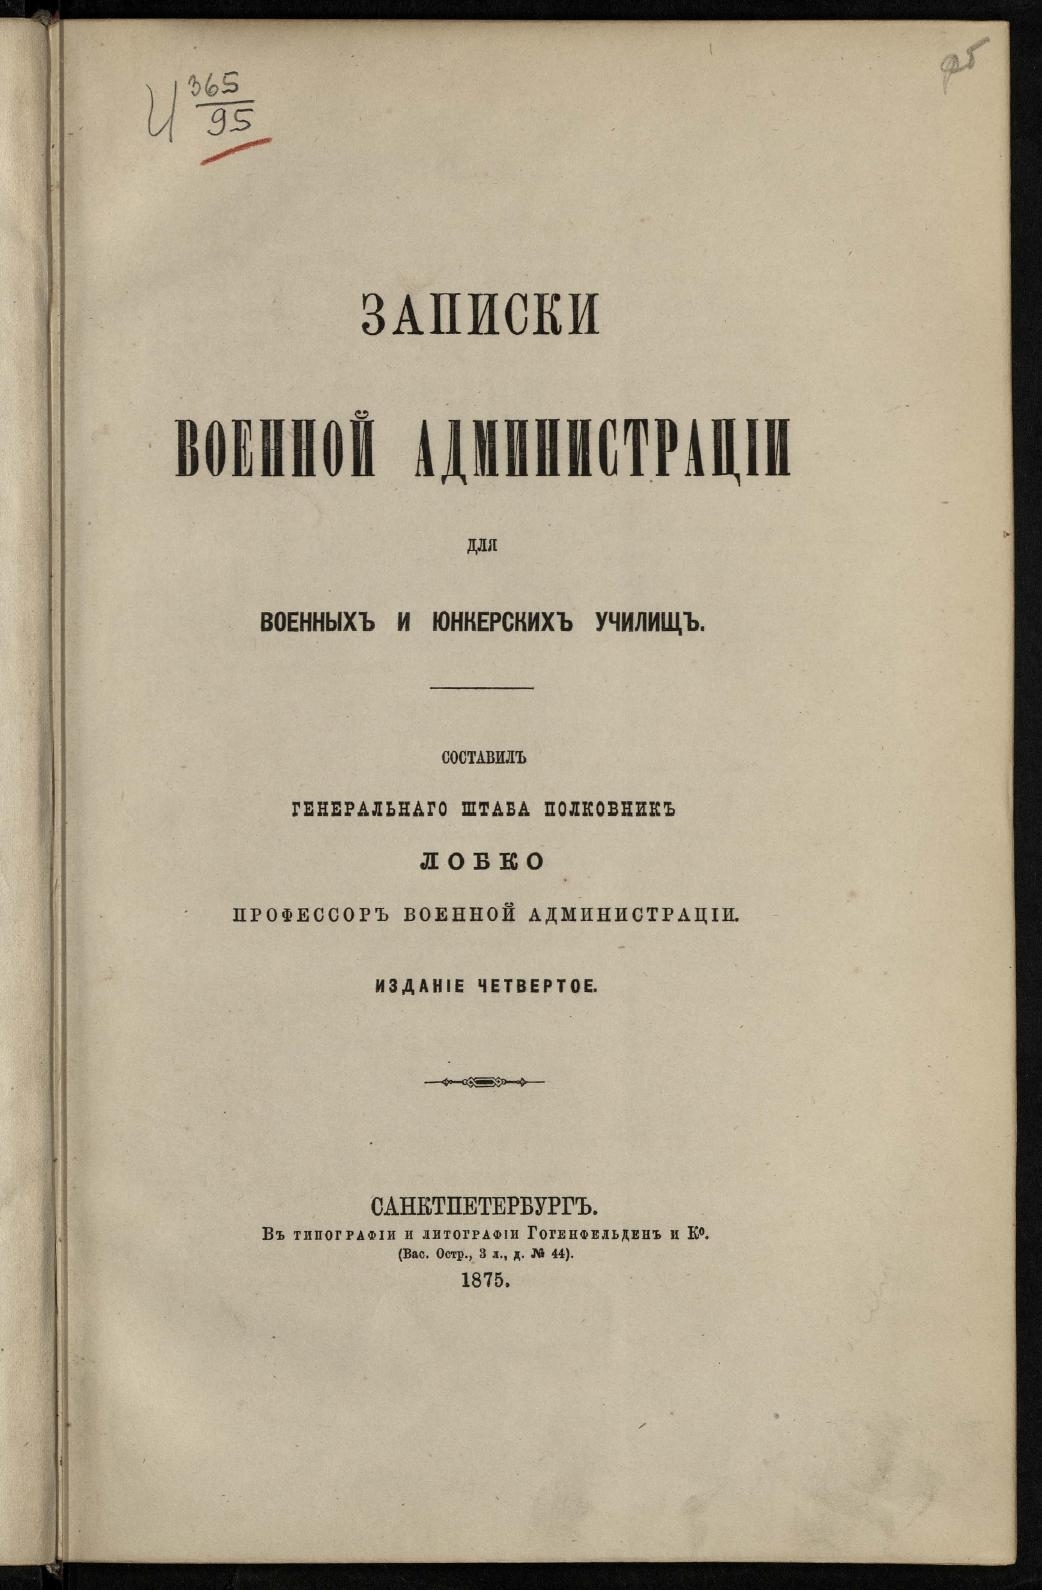 И 365
95
фб
ЗАПИСКИ
ВОЕННОЙ АДМИНИСТРАЦІИ
ДЛЯ
ВОЕННЫХЪ И ЮНКЕРСКИХЪ УЧИЛИЩЪ.
СОСТАВИЛЪ
ГЕНЕРАЛЬНАГО ШТАБА ПОЛКОВНИКЪ
ЛОБКО
ПРОФЕССОРЪ ВОЕННОЙ АДМИНИСТРАЦІИ.
ИЗДАНІЕ ЧЕТВЕРТОЕ.
САНКТПЕТЕРБУРГЪ.
Въ типографіи и литографіи Гогенфельденъ и Ко.
(Вас. Остр., 3 л., д. № 44).
1875.